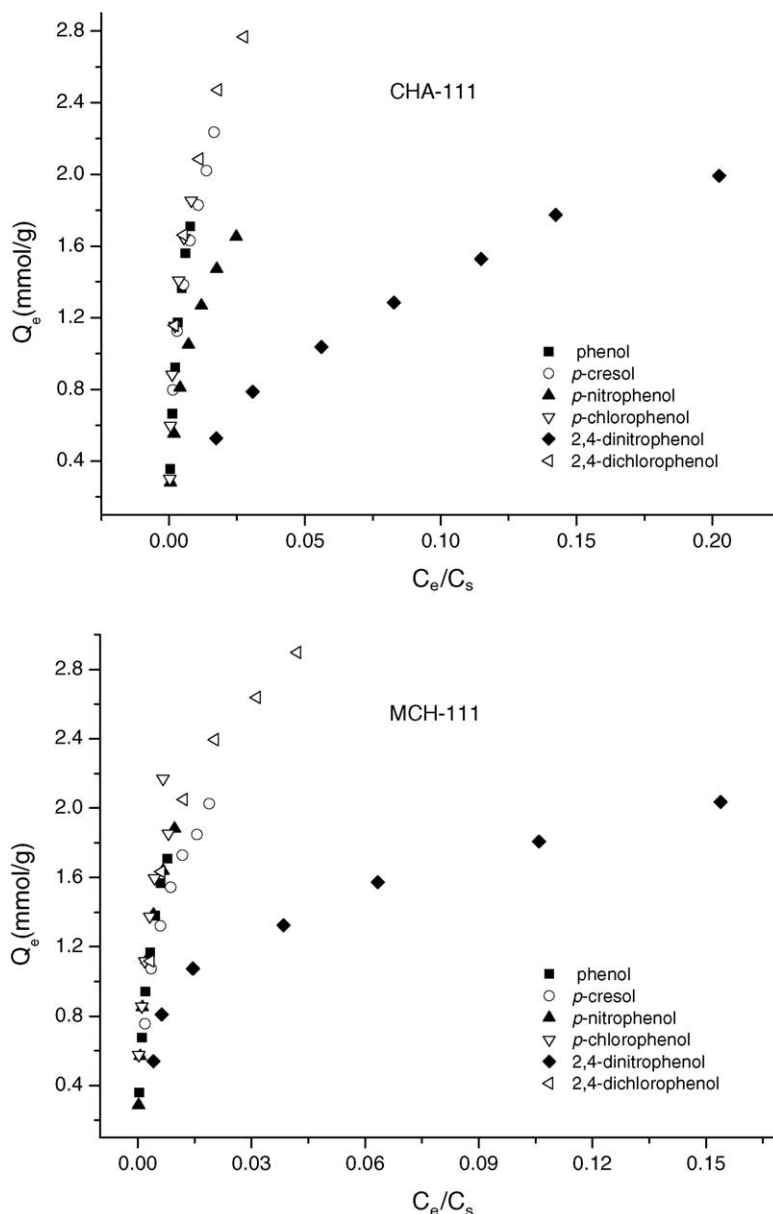 CHA-111
Qₑ(mmol/g)
2.8
2.4
2.0
1.6
1.2
0.8
0.4
phenol
p-cresol
p-nitrophenol
p-chlorophenol
2,4-dinitrophenol
2,4-dichlorophenol
0.00 0.05 0.10 0.15 0.20
Cₑ/Cₛ
MCH-111
Qₑ(mmol/g)
2.8
2.4
2.0
1.6
1.2
0.8
0.4
phenol
p-cresol
p-nitrophenol
p-chlorophenol
2,4-dinitrophenol
2,4-dichlorophenol
0.00 0.03 0.06 0.09 0.12 0.15
Cₑ/Cₛ